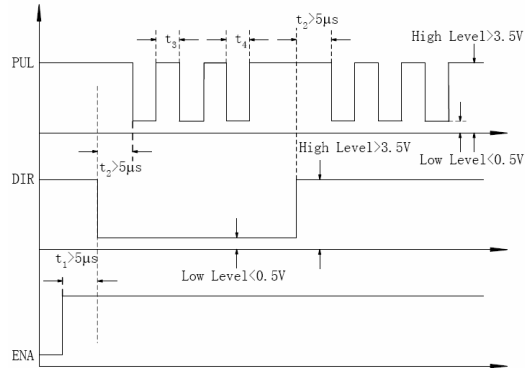 t₂>5μs
High Level>3.5V
t₃
t₄
PUL
Low Level<0.5V
High Level>3.5V
t₂>5μs
DIR
t₁>5μs
Low Level<0.5V
ENA